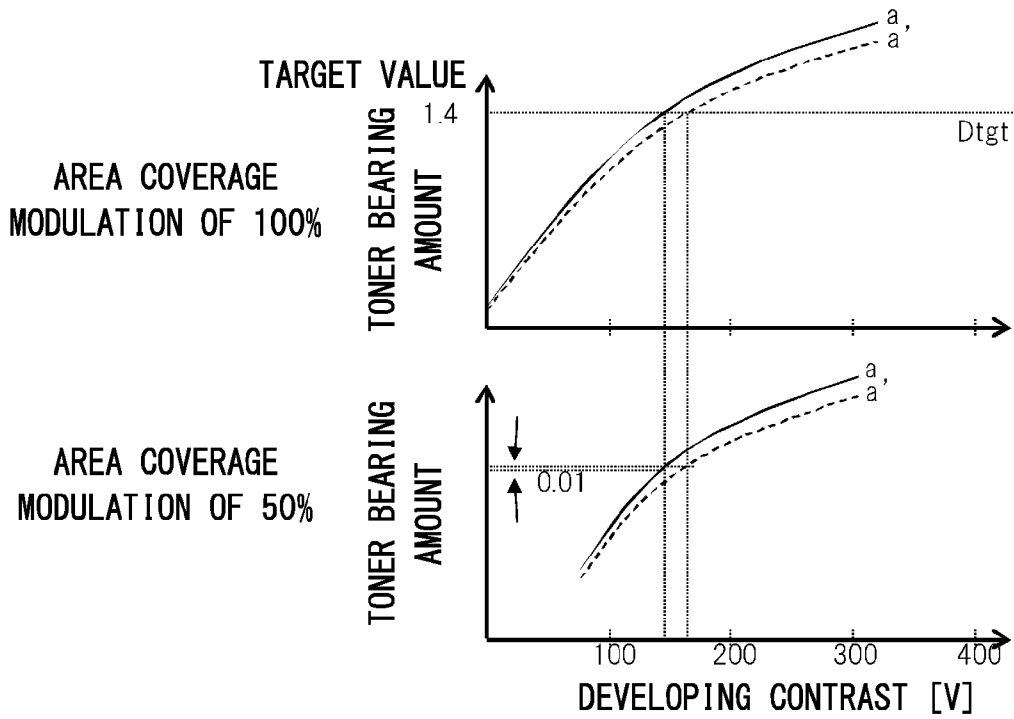 TARGET VALUE
1.4
Dtgt
a
a'
AREA COVERAGE
MODULATION OF 100%
TONER BEARING
AMOUNT
a
a'
AREA COVERAGE
MODULATION OF 50%
TONER BEARING
AMOUNT
0.01
100 200 300 400
DEVELOPING CONTRAST [V]